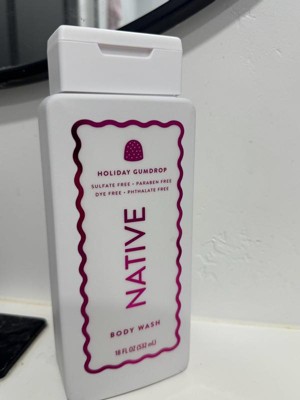 HOLIDAY GUMDROP
SULFATE FREE • PARABEN FREE
DYE FREE • PHTHALATE FREE
NATIVE
BODY WASH
18 FL OZ (532 mL)